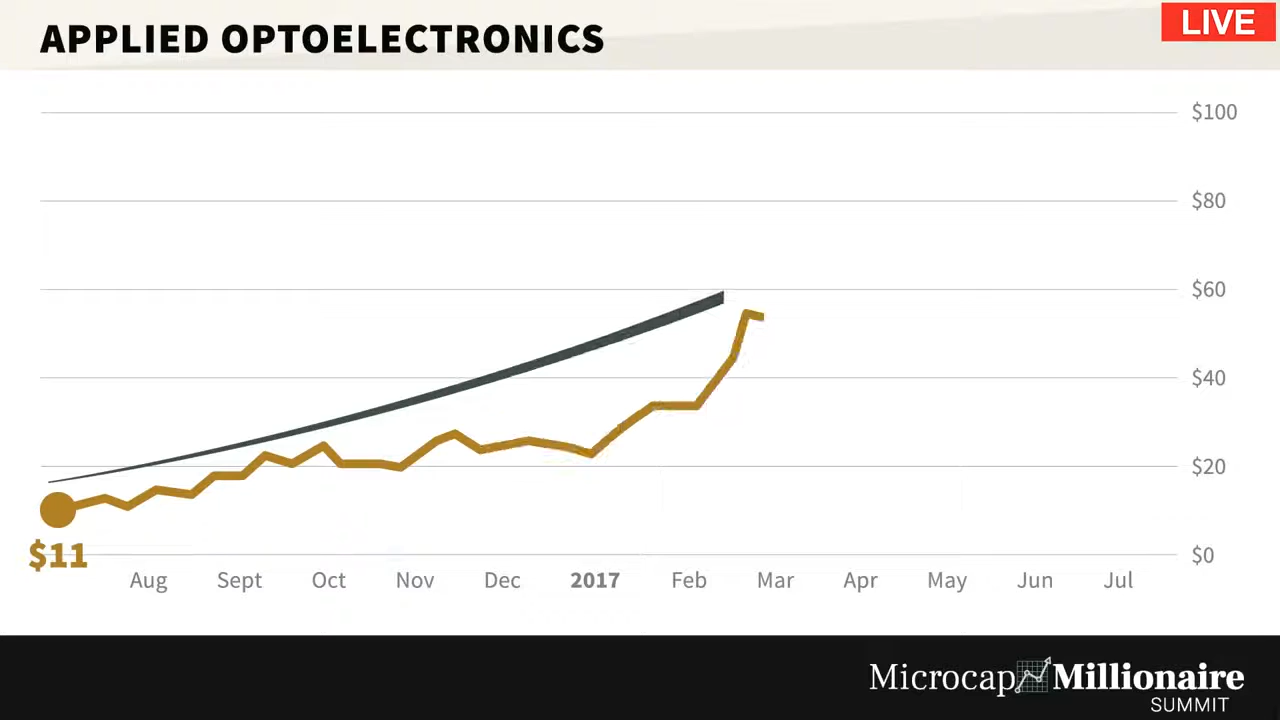 APPLIED OPTOELECTRONICS
LIVE
$100
$80
$60
$40
$20
$0
$11
Aug Sept Oct Nov Dec 2017 Feb Mar Apr May Jun Jul
Microcap Millionaire
SUMMIT